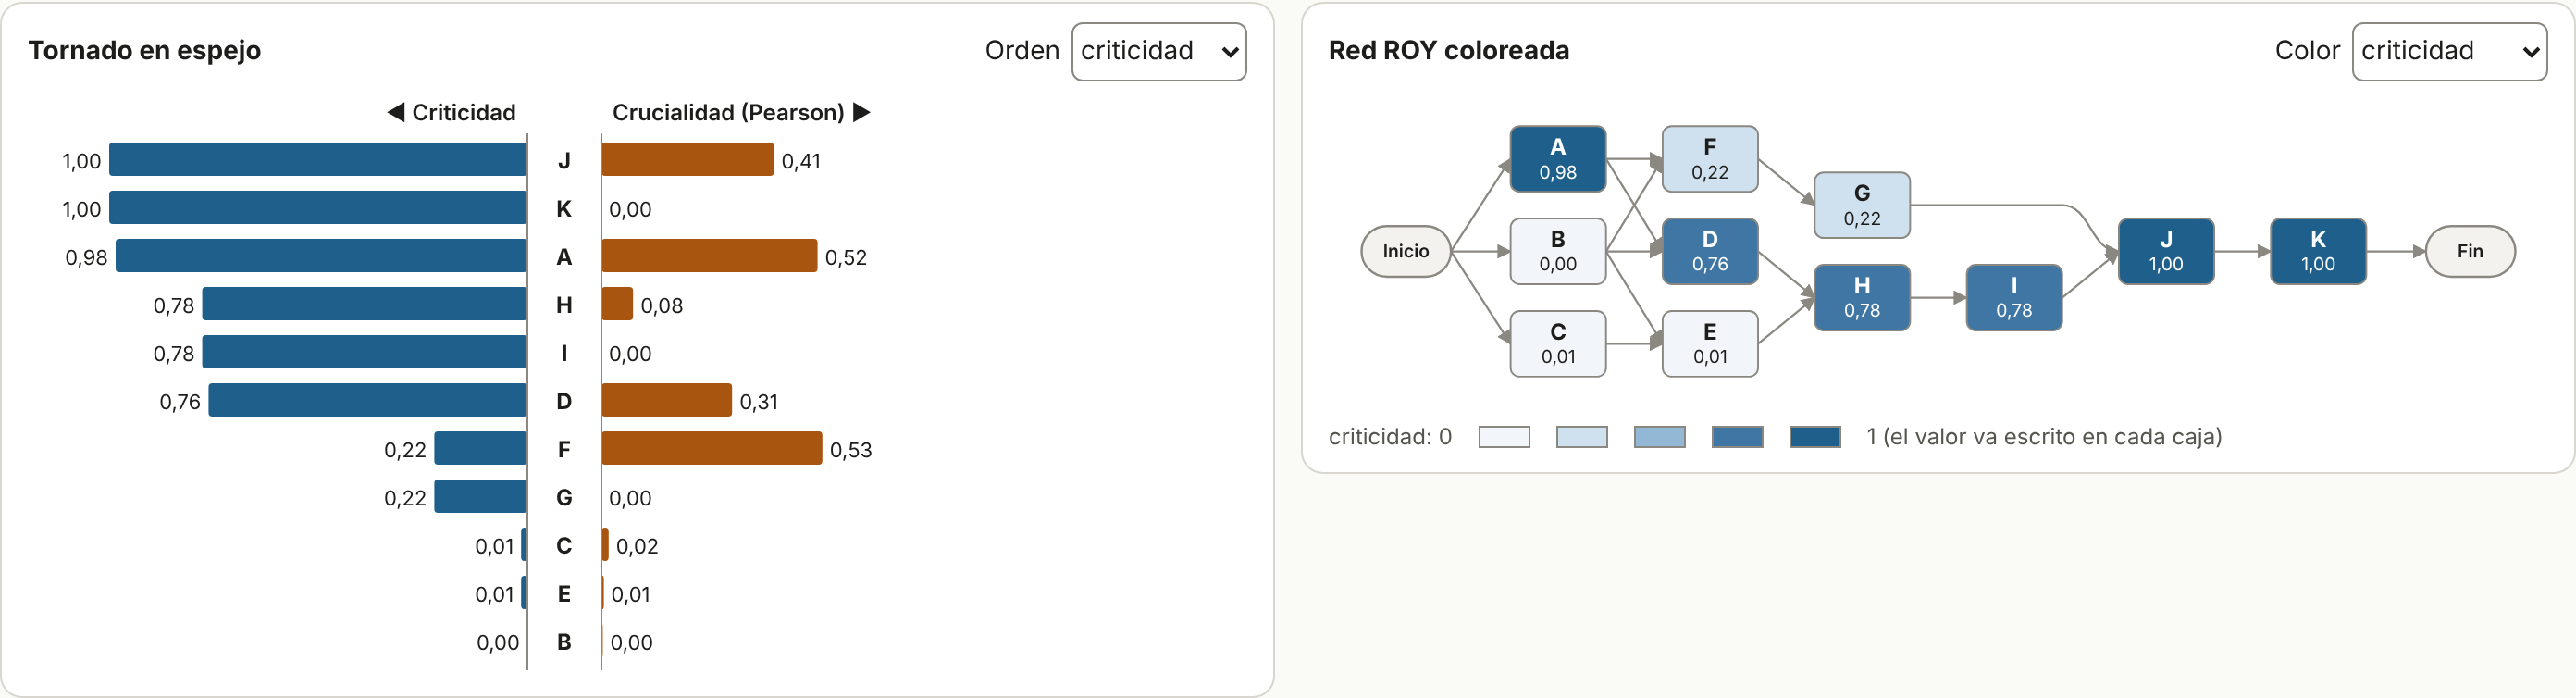 Tornado en espejo
Orden criticidad
◀ Criticidad Crucialidad (Pearson) ▶
1,00 J 0,41
1,00 K 0,00
0,98 A 0,52
0,78 H 0,08
0,78 I 0,00
0,76 D 0,31
0,22 F 0,53
0,22 G 0,00
0,01 C 0,02
0,01 E 0,01
0,00 B 0,00
Red ROY coloreada
Color criticidad
Inicio
A
0,98
B
0,00
C
0,01
F
0,22
D
0,76
E
0,01
G
0,22
H
0,78
I
0,78
J
1,00
K
1,00
Fin
criticidad: 0 1 (el valor va escrito en cada caja)